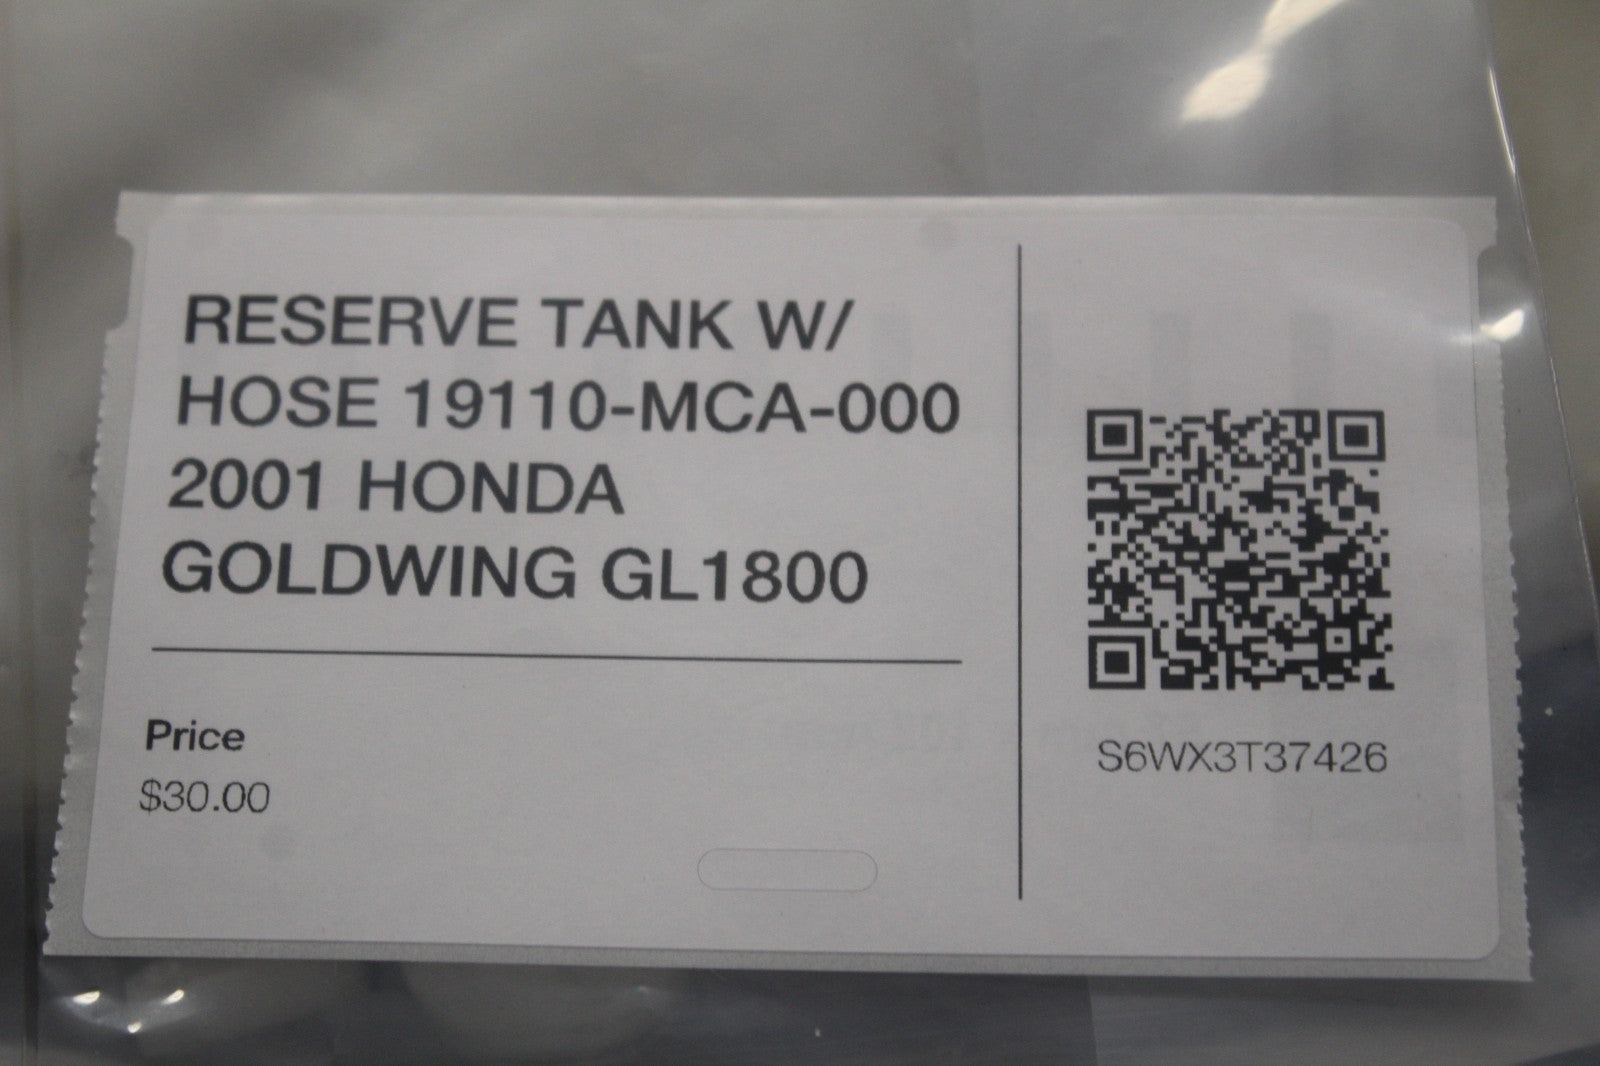 RESERVE TANK W/
HOSE 19110-MCA-000
2001 HONDA
GOLDWING GL1800
Price
$30.00
S6WX3T37426